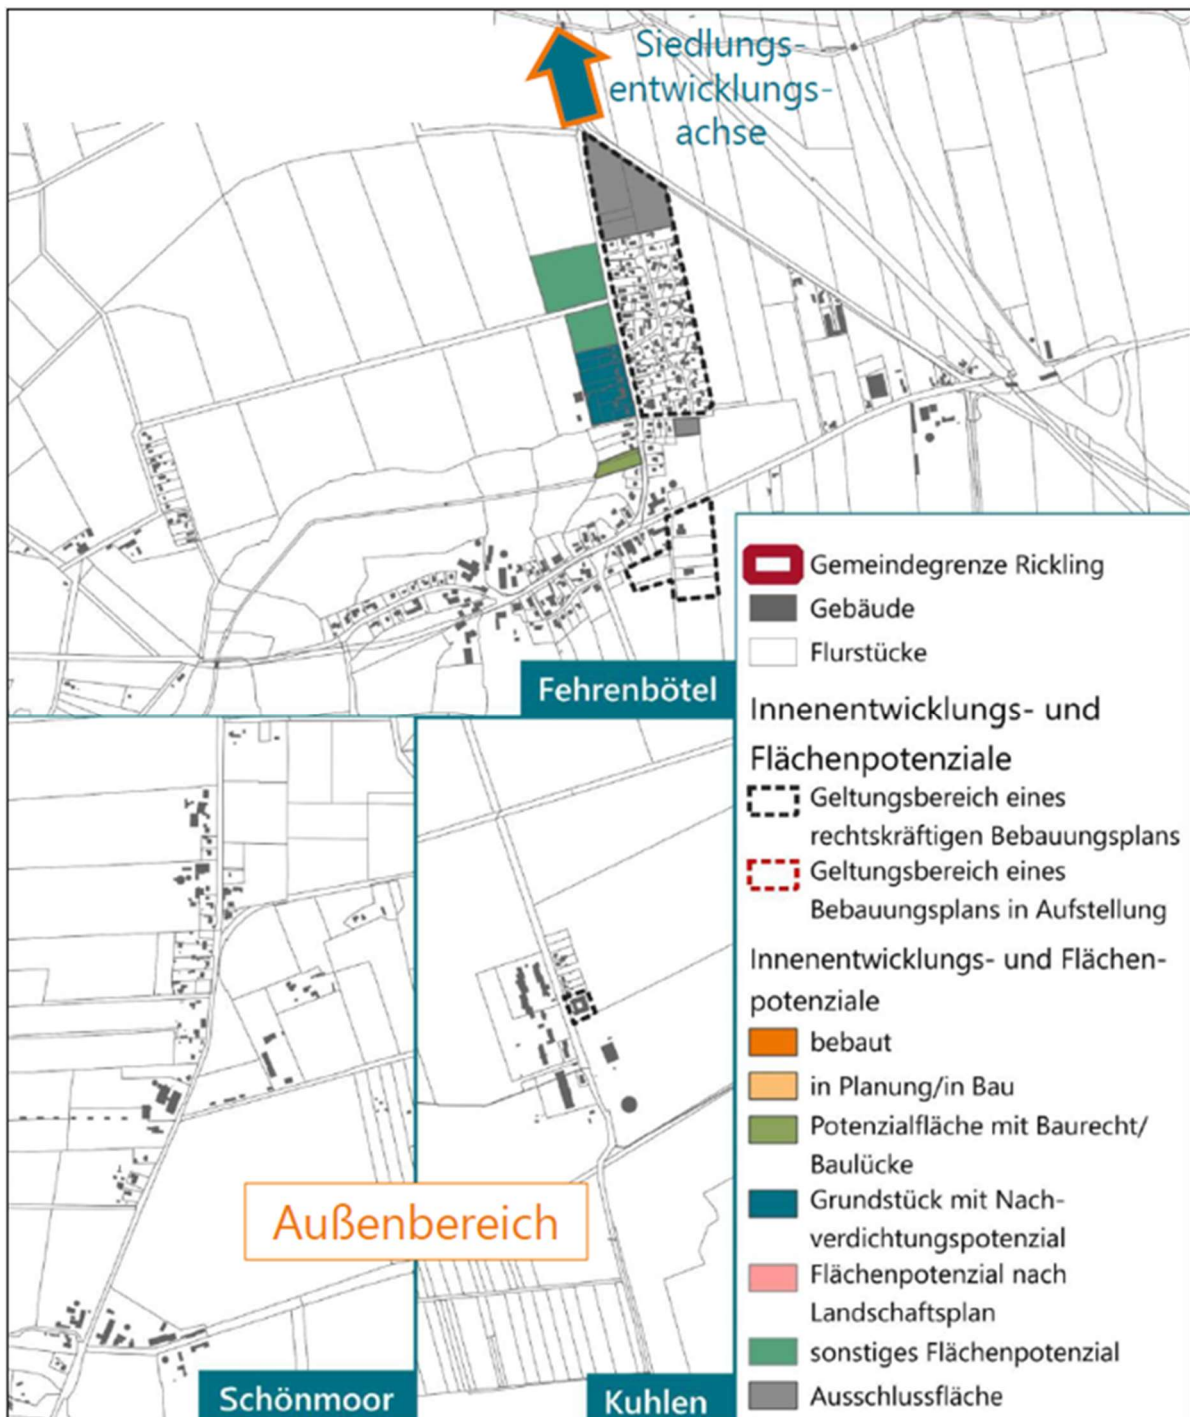 Siedlungs-
entwicklungs-
achse
Fehrenbötel
Gemeindegrenze Rickling
Gebäude
Flurstücke
Innenentwicklungs- und
Flächenpotenziale
Geltungsbereich eines
rechtskräftigen Bebauungsplans
Geltungsbereich eines
Bebauungsplans in Aufstellung
Innenentwicklungs- und Flächen-
potenziale
bebaut
in Planung/in Bau
Potenzialfläche mit Baurecht/
Baulücke
Grundstück mit Nach-
verdichtungspotenzial
Flächenpotenzial nach
Landschaftsplan
sonstiges Flächenpotenzial
Ausschlussfläche
Außenbereich
Schönmoor
Kuhlen